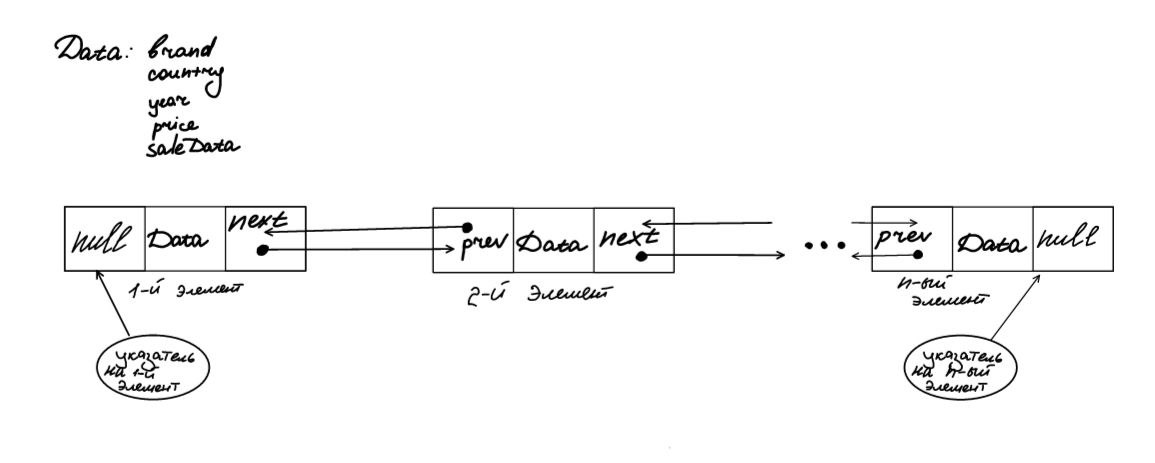 Data: brand
country
year
price
saleData
null Data next
prev Data next
... prev Data null
1-й элемент
2-й элемент
n-ый
элемент
указатель
на 1-й
элемент
указатель
на n-ый
элемент